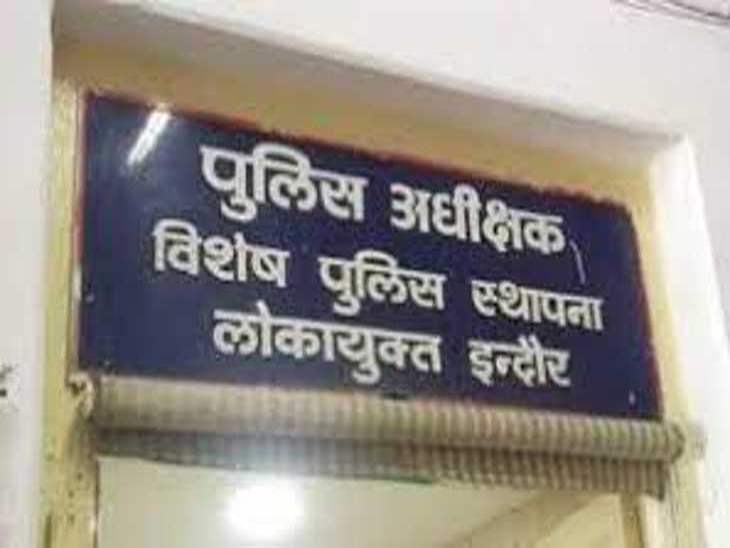 पुलिस अधीक्षक
विशेष पुलिस स्थापना
लोकायुक्त इन्दौर